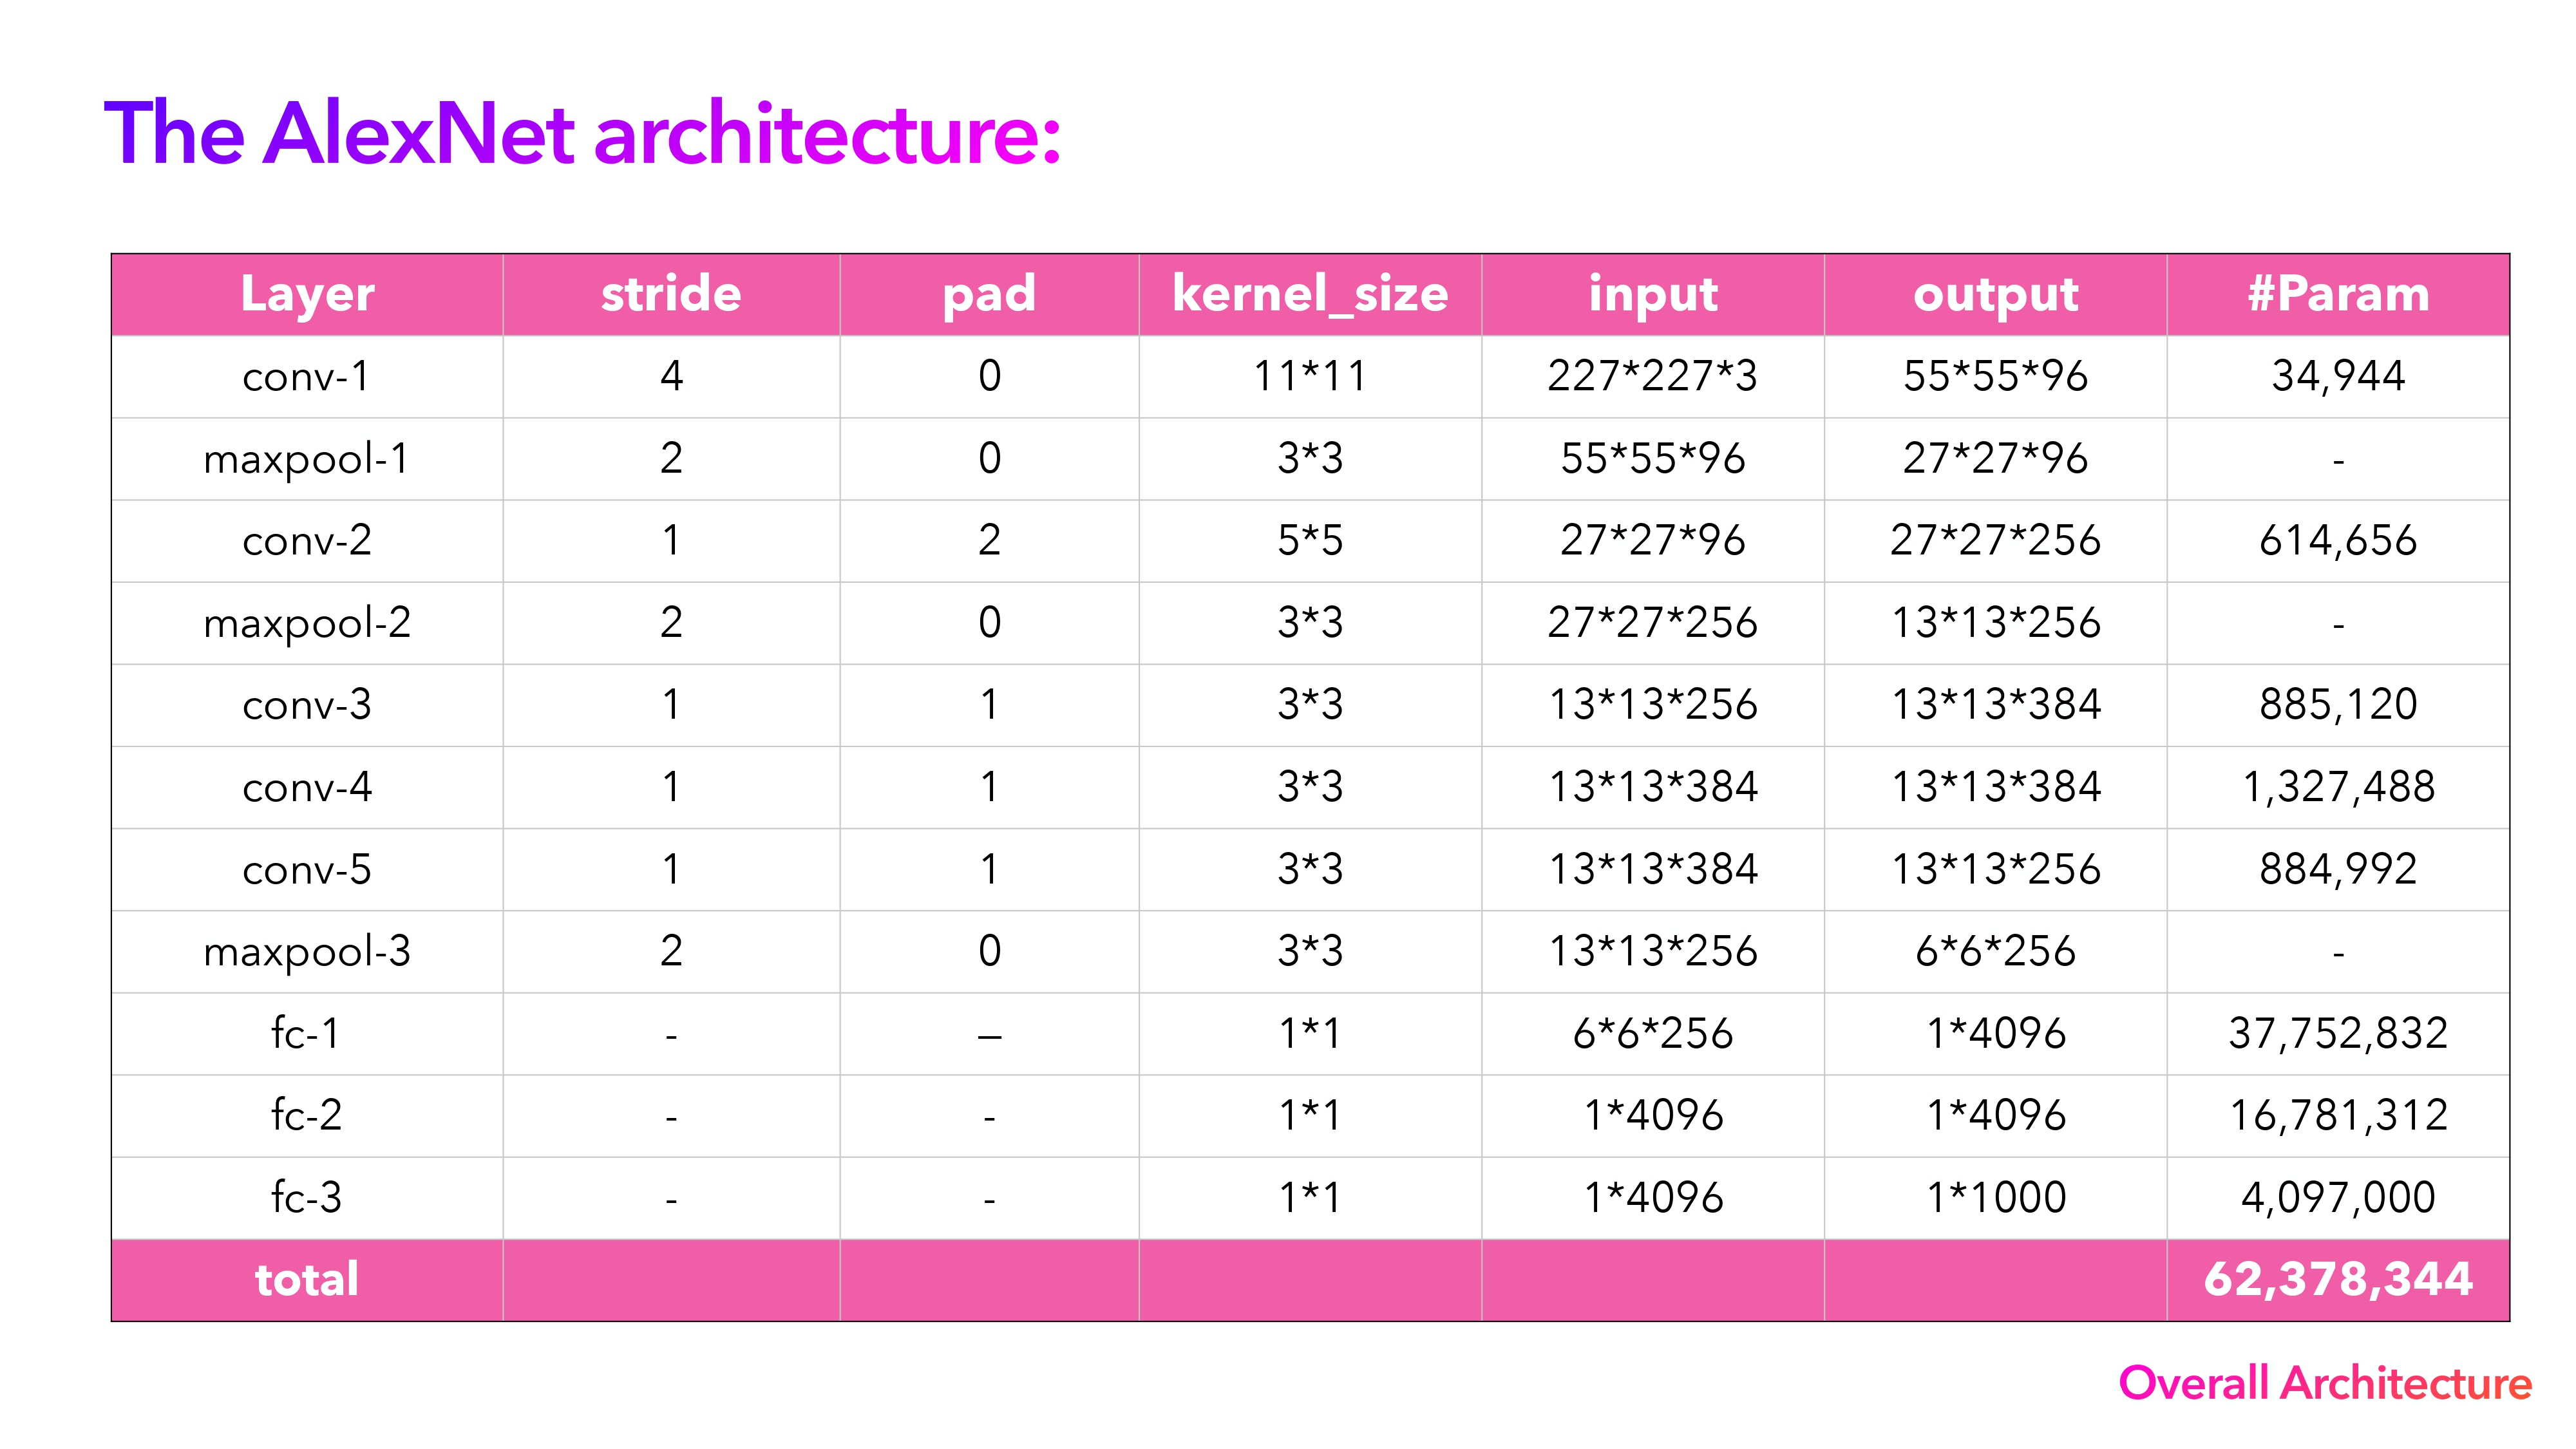 The AlexNet architecture:
Layer stride pad kernel_size input output #Param
conv-1 4 0 11*11 227*227*3 55*55*96 34,944
maxpool-1 2 0 3*3 55*55*96 27*27*96 -
conv-2 1 2 5*5 27*27*96 27*27*256 614,656
maxpool-2 2 0 3*3 27*27*256 13*13*256 -
conv-3 1 1 3*3 13*13*256 13*13*384 885,120
conv-4 1 1 3*3 13*13*384 13*13*384 1,327,488
conv-5 1 1 3*3 13*13*384 13*13*256 884,992
maxpool-3 2 0 3*3 13*13*256 6*6*256 -
fc-1 - – 1*1 6*6*256 1*4096 37,752,832
fc-2 - - 1*1 1*4096 1*4096 16,781,312
fc-3 - - 1*1 1*4096 1*1000 4,097,000
total 62,378,344
Overall Architecture